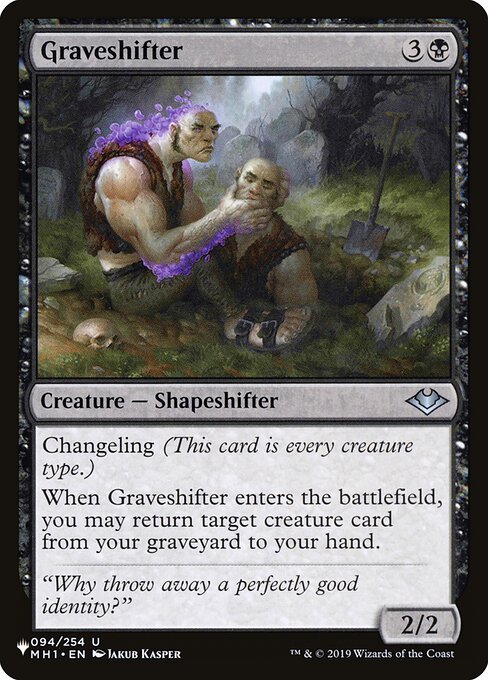 Graveshifter 3
Creature — Shapeshifter
Changeling (This card is every creature
type.)
When Graveshifter enters the battlefield,
you may return target creature card
from your graveyard to your hand.
“Why throw away a perfectly good
identity?”
2/2
094/254 U
MH1 • EN Jakub Kasper
™ & © 2019 Wizards of the Coast